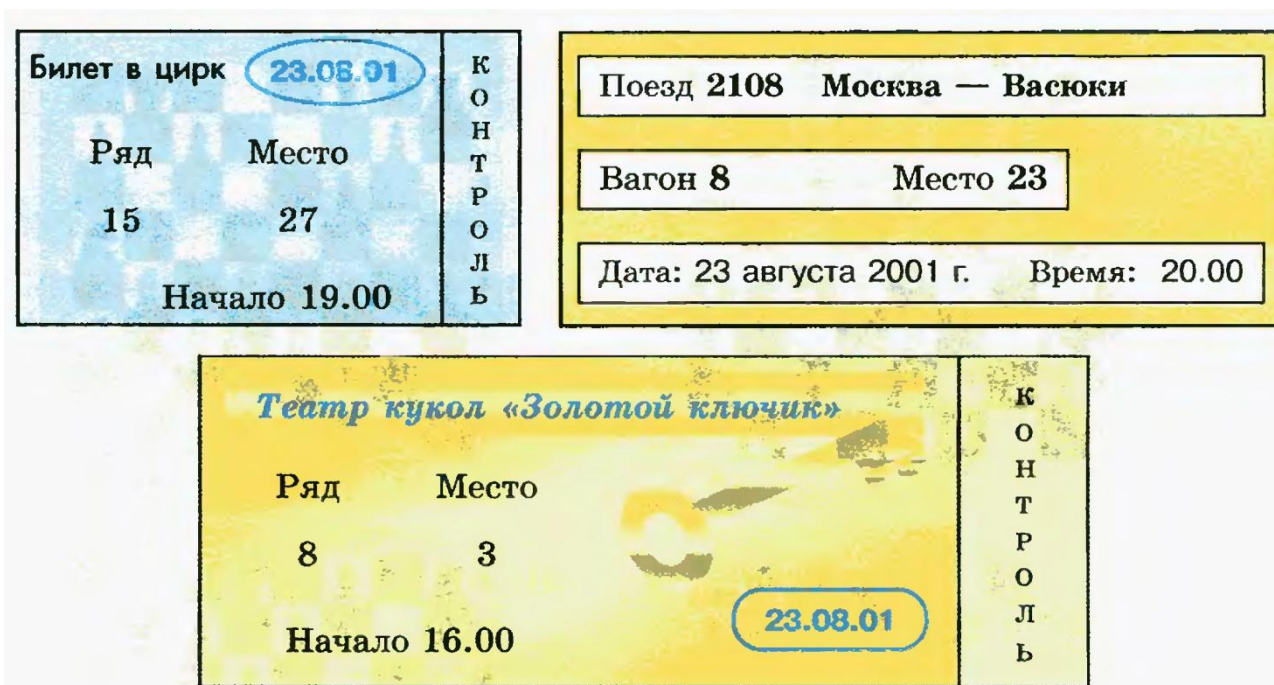 Билет в цирк 23.08.01
Ряд Место
15 27
Начало 19.00
КОНТРОЛЬ
Поезд 2108 Москва — Васюки
Вагон 8 Место 23
Дата: 23 августа 2001 г. Время: 20.00
Театр кукол «Золотой ключик»
Ряд Место
8 3
23.08.01
Начало 16.00
КОНТРОЛЬ